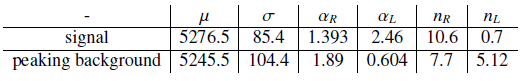 - μ σ α_R α_L n_R n_L
signal 5276.5 85.4 1.393 2.46 10.6 0.7
peaking background 5245.5 104.4 1.89 0.604 7.7 5.12